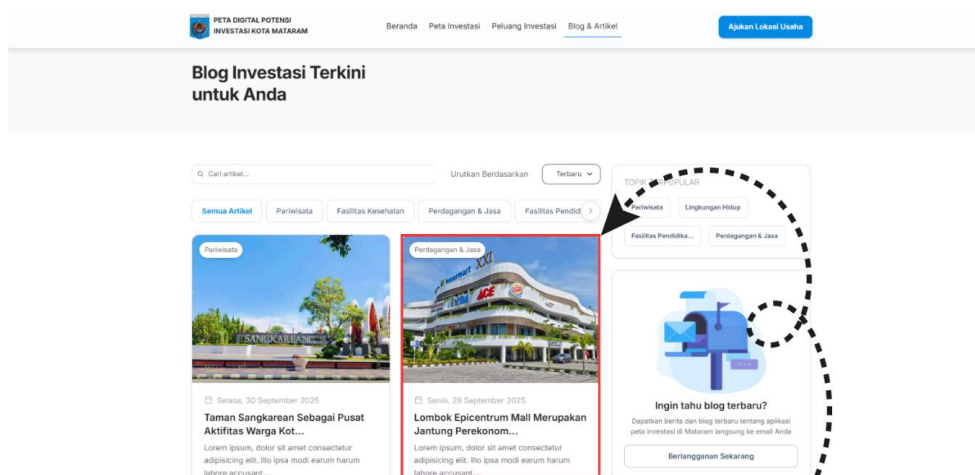 PETA DIGITAL POTENSI
INVESTASI KOTA MATARAM
Beranda Peta Investasi Peluang Investasi Blog & Artikel
Ajukan Lokasi Usaha
Blog Investasi Terkini
untuk Anda
Cari artikel...
Urutkan Berdasarkan
Terbaru
Semua Artikel Pariwisata Fasilitas Kesehatan Perdagangan & Jasa Fasilitas Pendidi
Pariwisata
SANGKAREANG
Selasa, 30 September 2025
Taman Sangkarean Sebagai Pusat
Aktifitas Warga Kot...
Lorem ipsum, dolor sit amet consectetur
adipisicing elit. Illo ipsa modi earum harum
labore accusant...
Perdagangan & Jasa
hypermart
XXI
ACE
Senin, 29 September 2025
Lombok Epicentrum Mall Merupakan
Jantung Perekonom...
Lorem ipsum, dolor sit amet consectetur
adipisicing elit. Illo ipsa modi earum harum
labore accusant...
TOPIK TERPOPULAR
Pariwisata Lingkungan Hidup
Fasilitas Pendidika... Perdagangan & Jasa
Ingin tahu blog terbaru?
Dapatkan berita dan blog terbaru tentang aplikasi
peta investasi di Mataram langsung ke email Anda
Berlangganan Sekarang